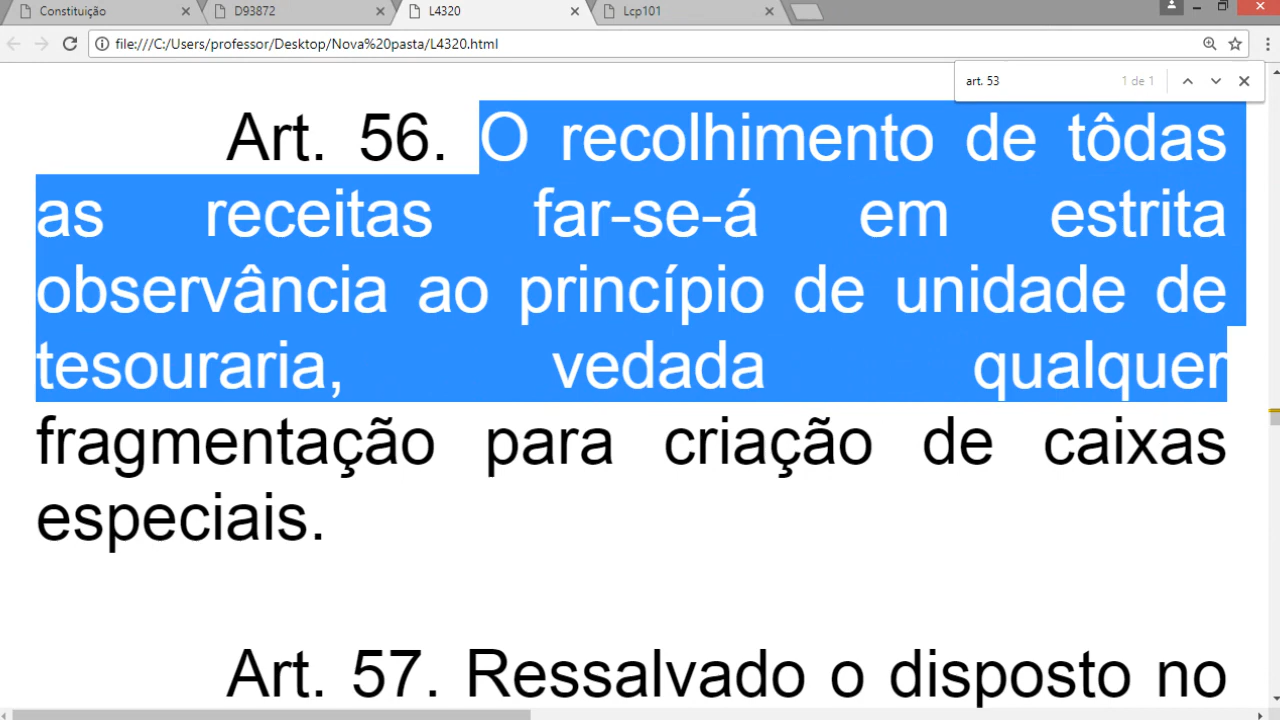 Constituição
D93872
L4320
Lcp101
file:///C:/Users/professor/Desktop/Nova%20pasta/L4320.html
art. 53
1 de 1
Art. 56. O recolhimento de tôdas
as receitas far-se-á em estrita
observância ao princípio de unidade de
tesouraria, vedada qualquer
fragmentação para criação de caixas
especiais.
Art. 57. Ressalvado o disposto no